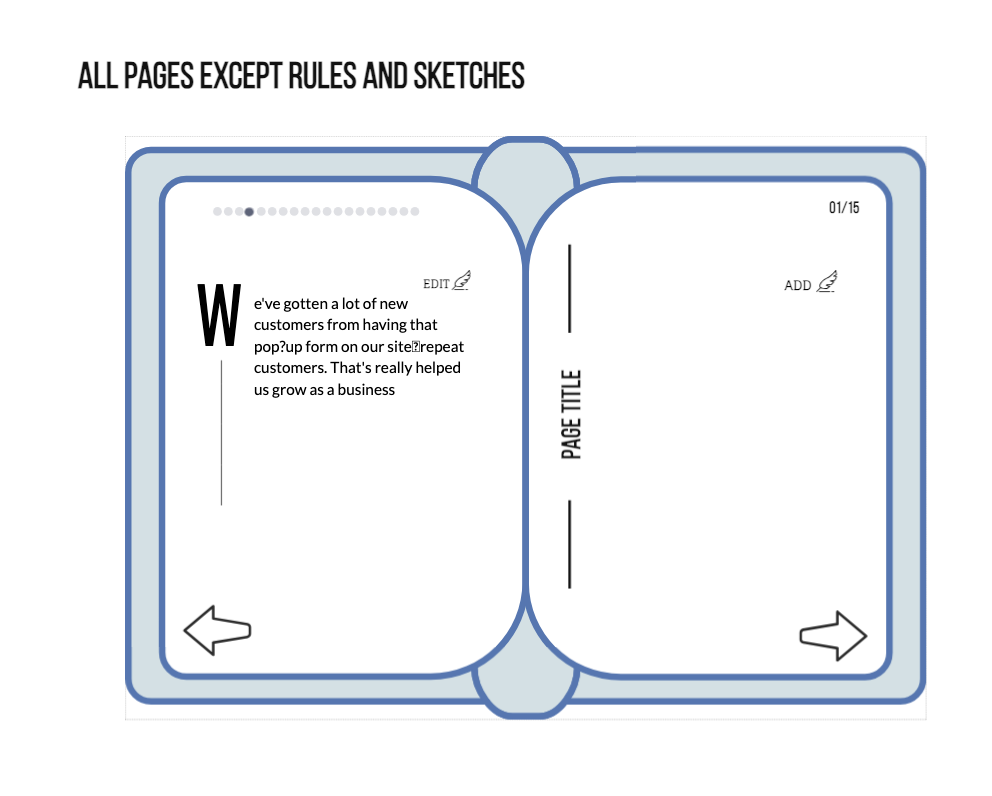 ALL PAGES EXCEPT RULES AND SKETCHES
EDIT
We've gotten a lot of new
customers from having that
pop?up form on our site⍰repeat
customers. That's really helped
us grow as a business
01/15
ADD
PAGE TITLE